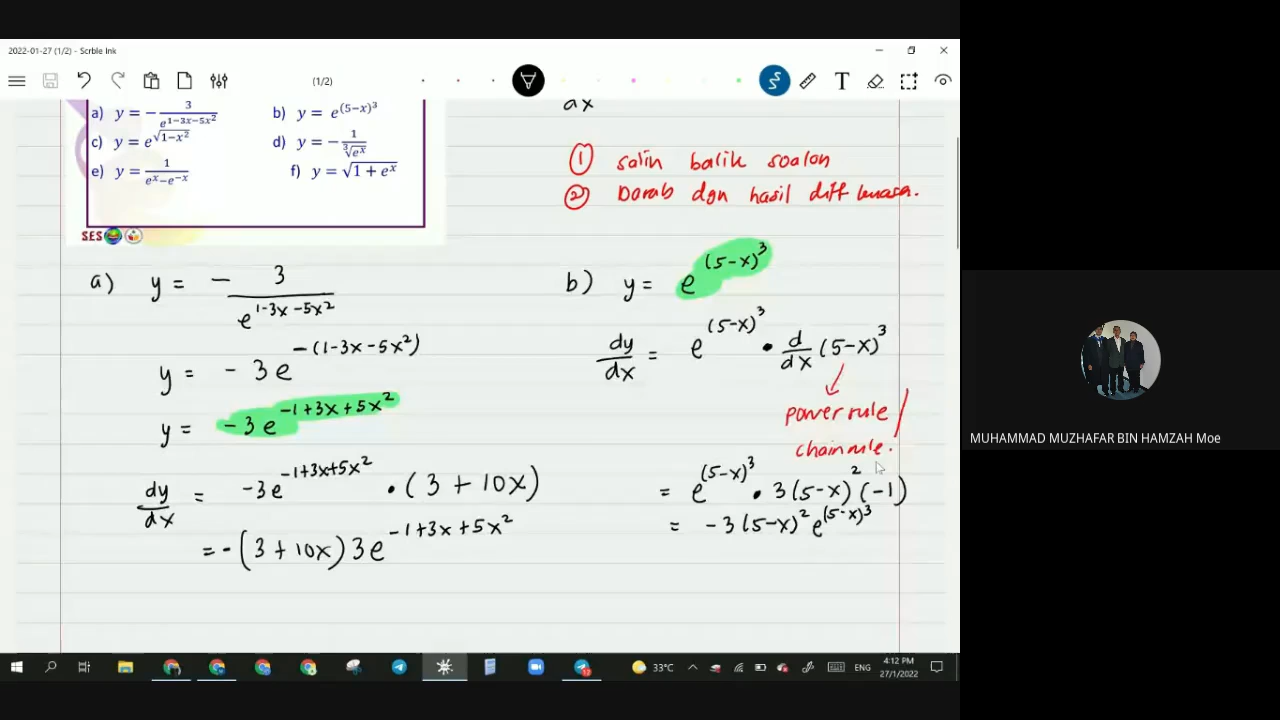 2022-01-27 (1/2) - Scrble Ink
(1/2)
T
a) y = -3/e^(1-3x-5x²) b) y = e^(5-x)³
c) y = e^√(1-x²) d) y = -1/∛(e^x)
e) y = 1/(e^x - e^-x) f) y = √(1 + e^x)
SES
ax
① salin balik soalan
② Darab dgn hasil diff kuasa.
a) y = - 3/e^(1-3x-5x²)
y = - 3e^-(1-3x-5x²)
y = - 3e^(-1+3x+5x²)
dy/dx = -3e^(-1+3x+5x²) • (3 + 10x)
= -(3 + 10x) 3e^(-1+3x+5x²)
b) y = e^(5-x)³
dy/dx = e^(5-x)³ • d/dx (5-x)³
power rule /
chain rule.
= e^(5-x)³ • 3(5-x)²(-1)
= -3(5-x)² e^(5-x)³
MUHAMMAD MUZHAFAR BIN HAMZAH Moe
33°C
ENG
4:12 PM
27/1/2022